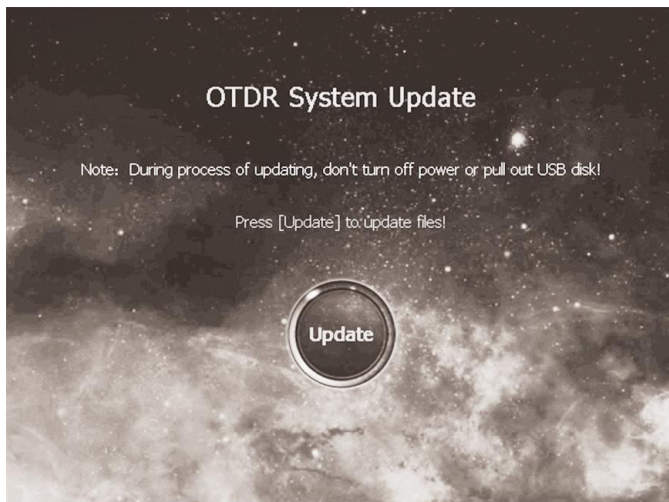 OTDR System Update
Note: During process of updating, don't turn off power or pull out USB disk!
Press [Update] to update files!
Update